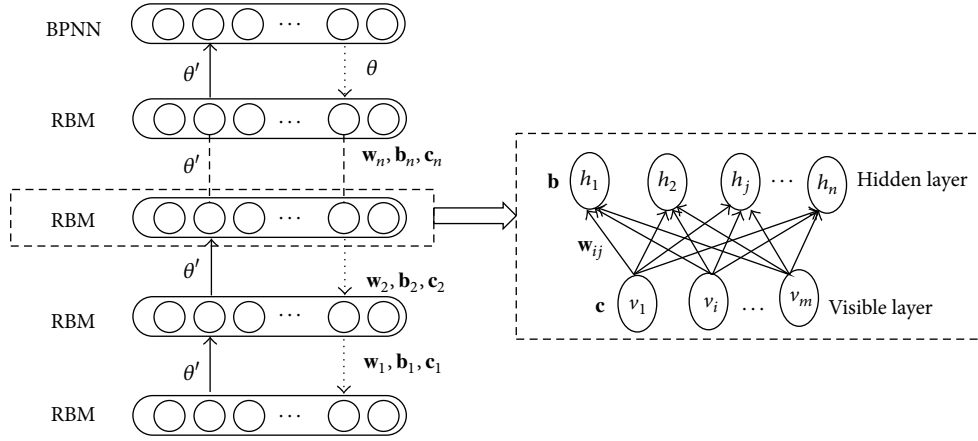 BPNN
...
θ′
θ
RBM
...
θ′
w_n, b_n, c_n
RBM
...
θ′
w_2, b_2, c_2
RBM
...
θ′
w_1, b_1, c_1
RBM
...
b
h_1
h_2
h_j
...
h_n
Hidden layer
w_ij
c
v_1
v_i
...
v_m
Visible layer